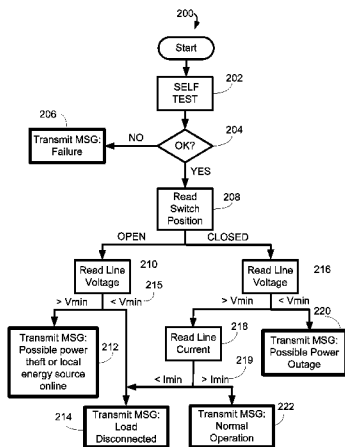 200
Start
SELF
TEST
202
206
Transmit MSG:
Failure
NO
OK?
204
YES
Read
Switch
Position
208
OPEN
CLOSED
Read Line
Voltage
210
215
> Vmin
< Vmin
Read Line
Voltage
216
> Vmin
< Vmin
220
Transmit MSG:
Possible power
theft or local
energy source
online
212
Read Line
Current
218
219
Transmit MSG:
Possible Power
Outage
< Imin
> Imin
214
Transmit MSG:
Load
Disconnected
Transmit MSG:
Normal
Operation
222